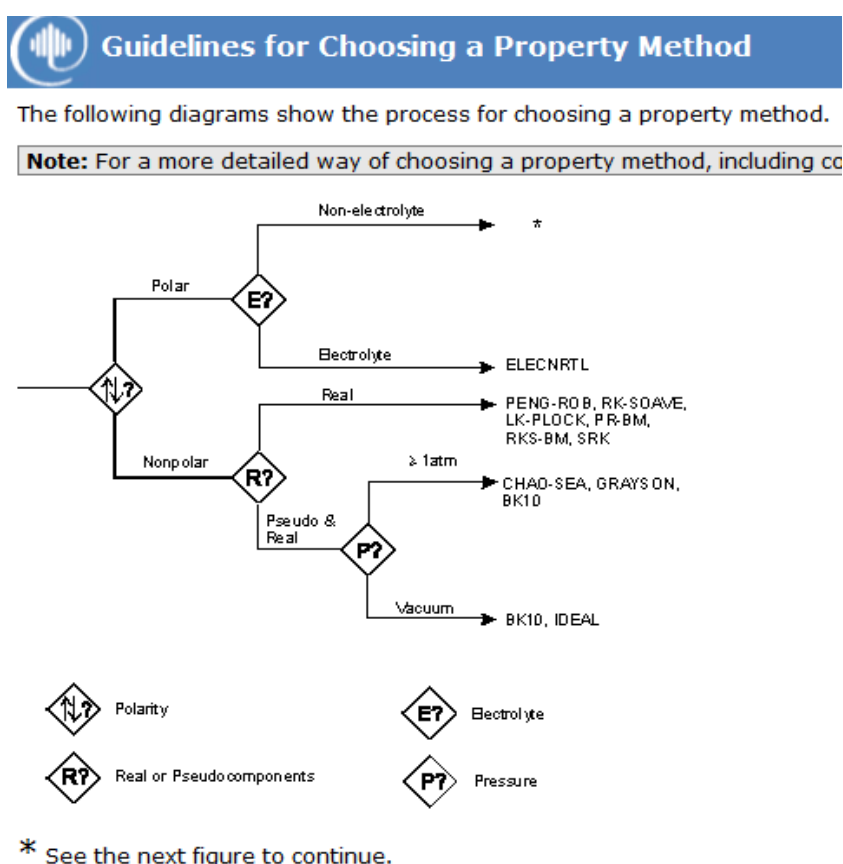 Guidelines for Choosing a Property Method
The following diagrams show the process for choosing a property method.
Note: For a more detailed way of choosing a property method, including co
Non-electrolyte
*
Polar
E?
Electrolyte
ELECNRTL
?
Real
PENG-ROB, RK-SOAVE,
LK-PLOCK, PR-BM,
RKS-BM, SRK
Nonpolar
R?
≥ 1atm
CHAO-SEA, GRAYSON,
BK10
Pseudo &
Real
P?
Vacuum
BK10, IDEAL
? Polarity
E? Electrolyte
R? Real or Pseudocomponents
P? Pressure
* See the next figure to continue.